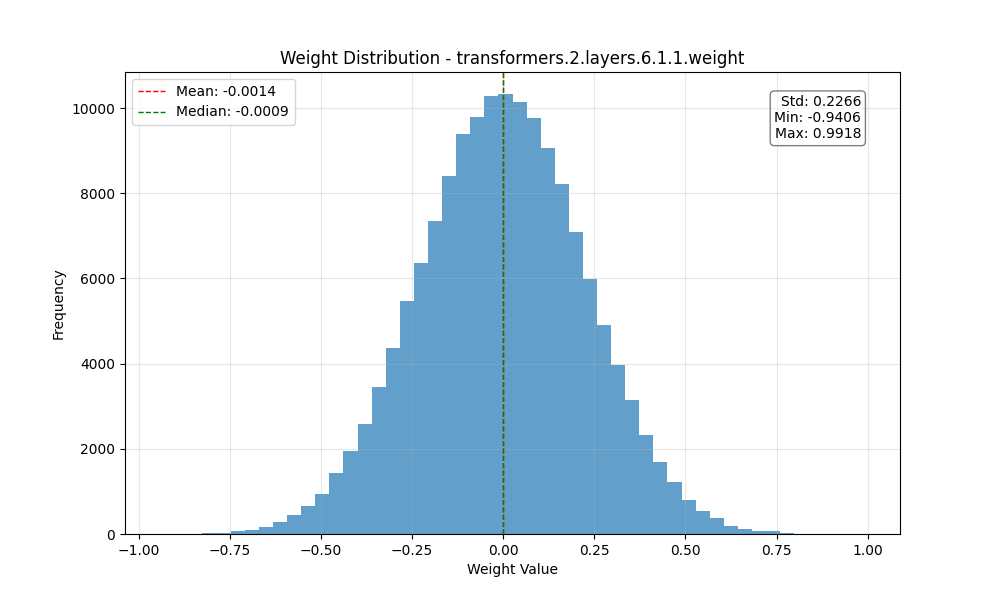 Weight Distribution - transformers.2.layers.6.1.1.weight
Mean: -0.0014
Median: -0.0009
Std: 0.2266
Min: -0.9406
Max: 0.9918
Frequency
10000
8000
6000
4000
2000
0
−1.00 −0.75 −0.50 −0.25 0.00 0.25 0.50 0.75 1.00
Weight Value